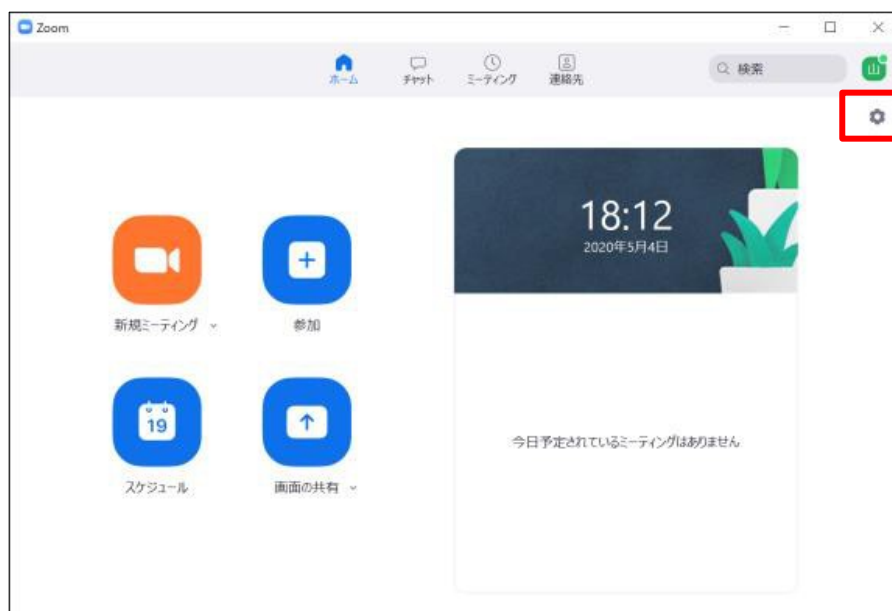 Zoom
ホーム
チャット
ミーティング
連絡先
検索
山
18:12
2020年5月4日
新規ミーティング
参加
19
スケジュール
画面の共有
今日予定されているミーティングはありません